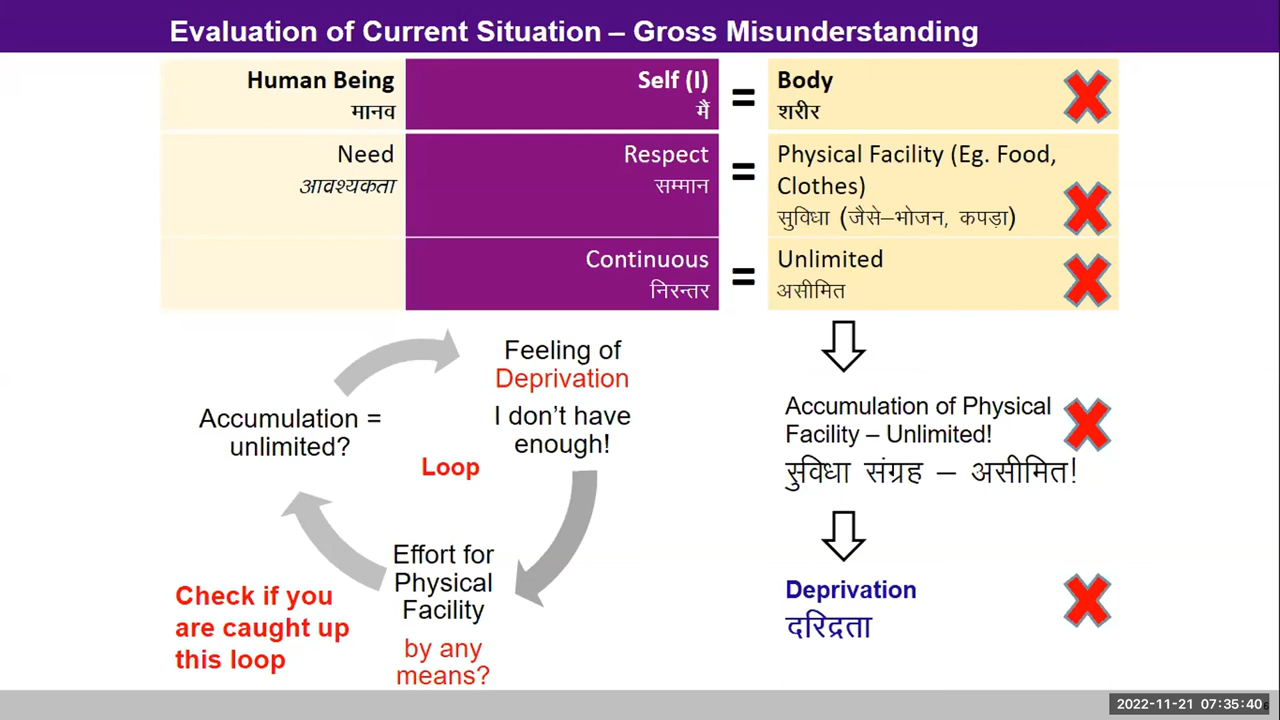 Evaluation of Current Situation – Gross Misunderstanding
Human Being
मानव
Self (I)
मैं
=
Body
शरीर
Need
आवश्यकता
Respect
सम्मान
=
Physical Facility (Eg. Food,
Clothes)
सुविधा (जैसे–भोजन, कपड़ा)
Continuous
निरन्तर
=
Unlimited
असीमित
Feeling of
Deprivation
I don’t have
enough!
Accumulation =
unlimited?
Loop
Effort for
Physical
Facility
by any
means?
Check if you
are caught up
this loop
Accumulation of Physical
Facility – Unlimited!
सुविधा संग्रह – असीमित!
Deprivation
दरिद्रता
2022-11-21 07:35:40